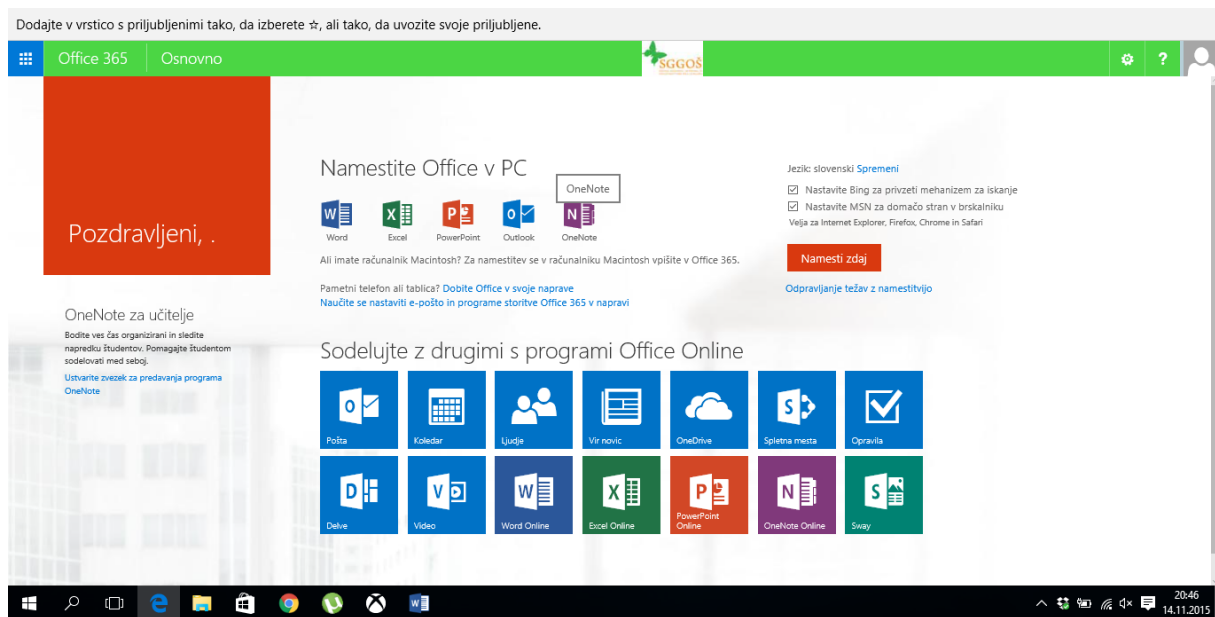 Dodajte v vrstico s priljubljenimi tako, da izberete ☆, ali tako, da uvozite svoje priljubljene.
Office 365
Osnovno
SGGOŠ
?
Pozdravljeni, .
Namestite Office v PC
OneNote
Word
Excel
PowerPoint
Outlook
OneNote
Ali imate računalnik Macintosh? Za namestitev se v računalniku Macintosh vpišite v Office 365.
Pametni telefon ali tablica? Dobite Office v svoje naprave
Naučite se nastaviti e-pošto in programe storitve Office 365 v napravi
Jezik: slovenski Spremeni
Nastavite Bing za privzeti mehanizem za iskanje
Nastavite MSN za domačo stran v brskalniku
Velja za Internet Explorer, Firefox, Chrome in Safari
Namesti zdaj
Odpravljanje težav z namestitvijo
OneNote za učitelje
Bodite ves čas organizirani in sledite
napredku študentov. Pomagajte študentom
sodelovati med seboj.
Ustvarite zvezek za predavanja programa
OneNote
Sodelujte z drugimi s programi Office Online
Pošta
Koledar
Ljudje
Vir novic
OneDrive
Spletna mesta
Opravila
Delve
Video
Word Online
Excel Online
PowerPoint
Online
OneNote Online
Sway
20:46
14.11.2015